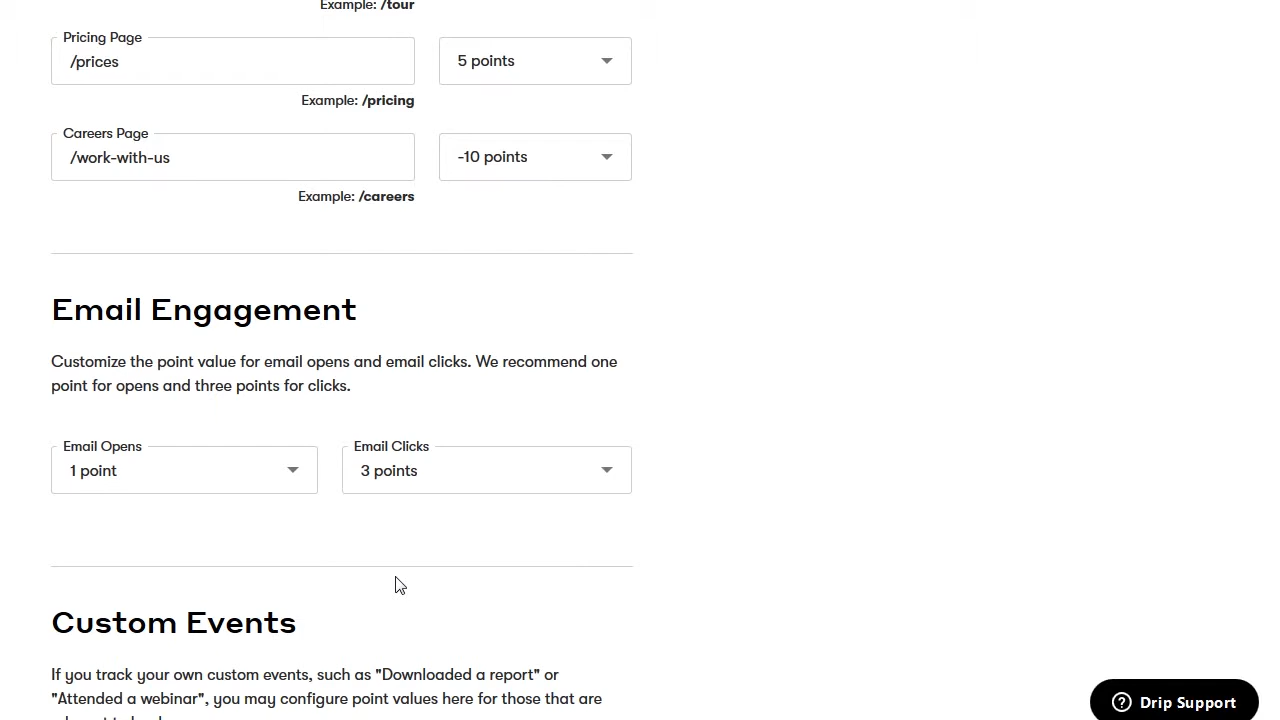 Example: /tour
Pricing Page
/prices
5 points
Example: /pricing
Careers Page
/work-with-us
-10 points
Example: /careers
Email Engagement
Customize the point value for email opens and email clicks. We recommend one
point for opens and three points for clicks.
Email Opens
1 point
Email Clicks
3 points
Custom Events
If you track your own custom events, such as "Downloaded a report" or
"Attended a webinar", you may configure point values here for those that are
Drip Support